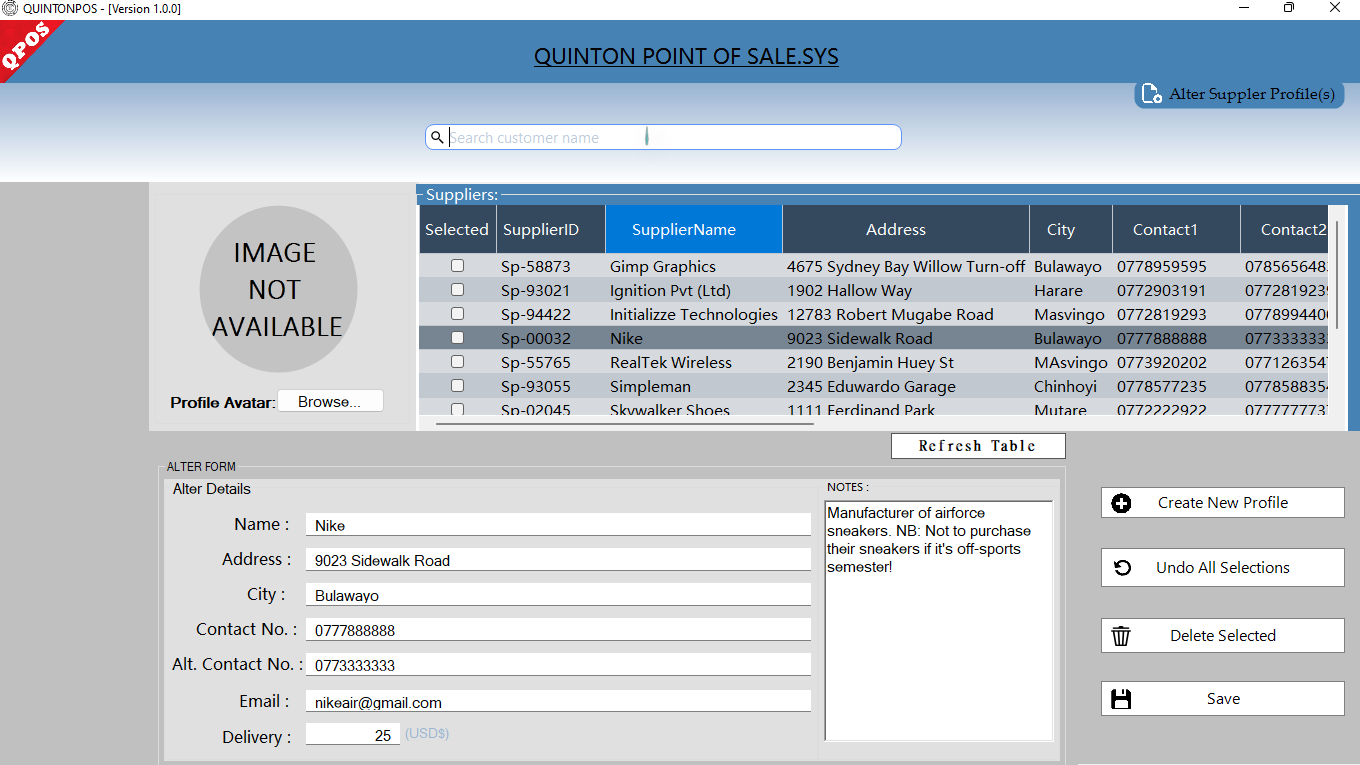 QUINTONPOS - [Version 1.0.0]
QPOS
QUINTON POINT OF SALE.SYS
Alter Suppler Profile(s)
Search customer name
Suppliers:
Selected SupplierID SupplierName Address City Contact1 Contact2
Sp-58873 Gimp Graphics 4675 Sydney Bay Willow Turn-off Bulawayo 0778959595 078565648
Sp-93021 Ignition Pvt (Ltd) 1902 Hallow Way Harare 0772903191 077281923
Sp-94422 Initializze Technologies 12783 Robert Mugabe Road Masvingo 0772819293 077899440
Sp-00032 Nike 9023 Sidewalk Road Bulawayo 0777888888 077333333
Sp-55765 RealTek Wireless 2190 Benjamin Huey St MAsvingo 0773920202 077126354
Sp-93055 Simpleman 2345 Eduwardo Garage Chinhoyi 0778577235 077858835
Sp-02045 Skywalker Shoes 1111 Ferdinand Park Mutare 0772222922 077777773
IMAGE
NOT
AVAILABLE
Profile Avatar: Browse...
Refresh Table
ALTER FORM
Alter Details
Name : Nike
Address : 9023 Sidewalk Road
City : Bulawayo
Contact No. : 0777888888
Alt. Contact No. : 0773333333
Email : nikeair@gmail.com
Delivery : 25 (USD$)
NOTES :
Manufacturer of airforce
sneakers. NB: Not to purchase
their sneakers if it's off-sports
semester!
Create New Profile
Undo All Selections
Delete Selected
Save